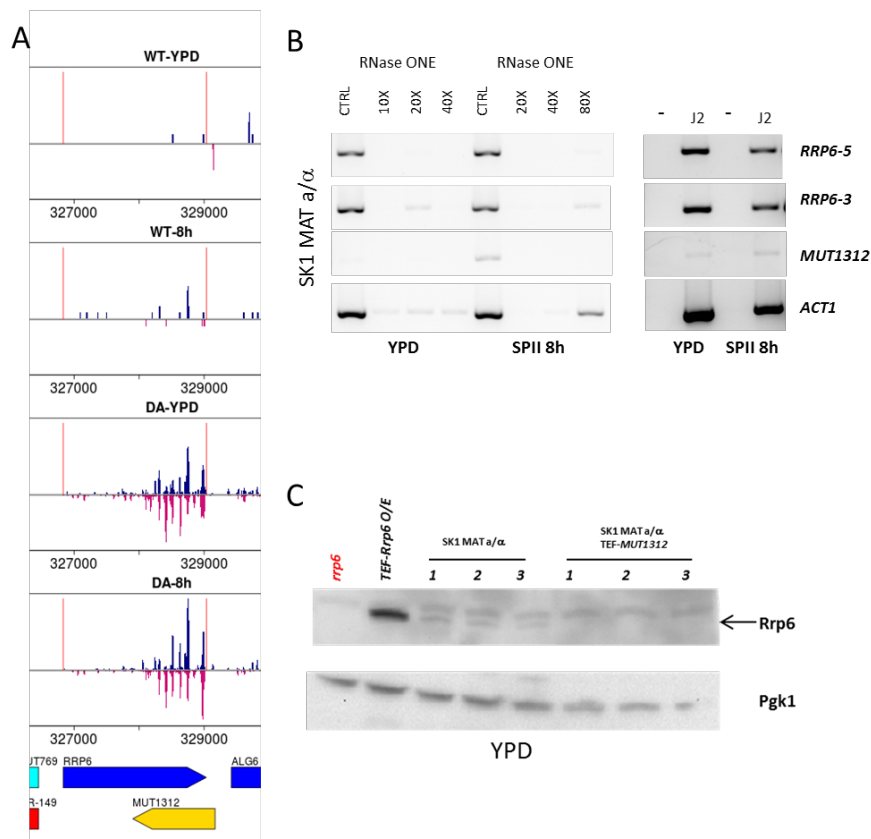 A
WT-YPD
327000 329000
WT-8h
327000 329000
DA-YPD
327000 329000
DA-8h
327000 329000
UT769 RRP6 ALG6
R-149 MUT1312
B
RNase ONE RNase ONE
CTRL 10X 20X 40X CTRL 20X 40X 80X
- J2 - J2
SK1 MAT a/α
RRP6-5
RRP6-3
MUT1312
ACT1
YPD SPII 8h YPD SPII 8h
C
rrp6 TEF-Rrp6 O/E
SK1 MAT a/α
SK1 MAT a/α
TEF-MUT1312
1 2 3 1 2 3
Rrp6
Pgk1
YPD